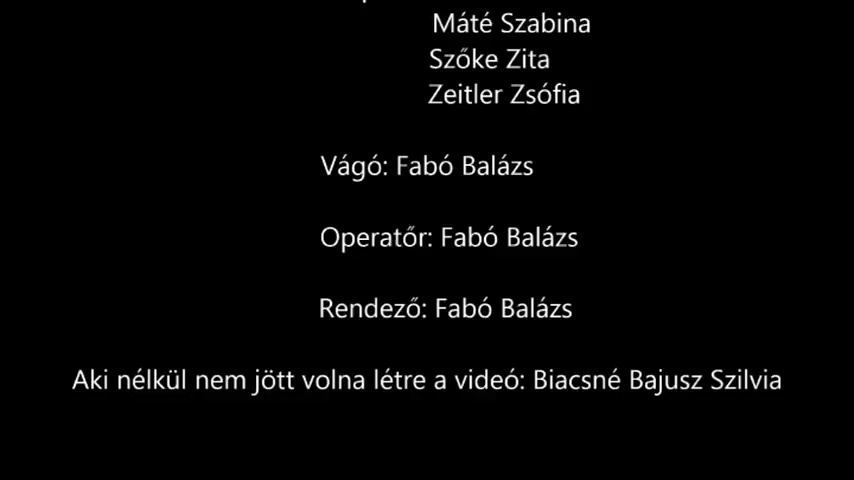 Máté Szabina
Szőke Zita
Zeitler Zsófia
Vágó: Fabó Balázs
Operatőr: Fabó Balázs
Rendező: Fabó Balázs
Aki nélkül nem jött volna létre a videó: Biacsné Bajusz Szilvia